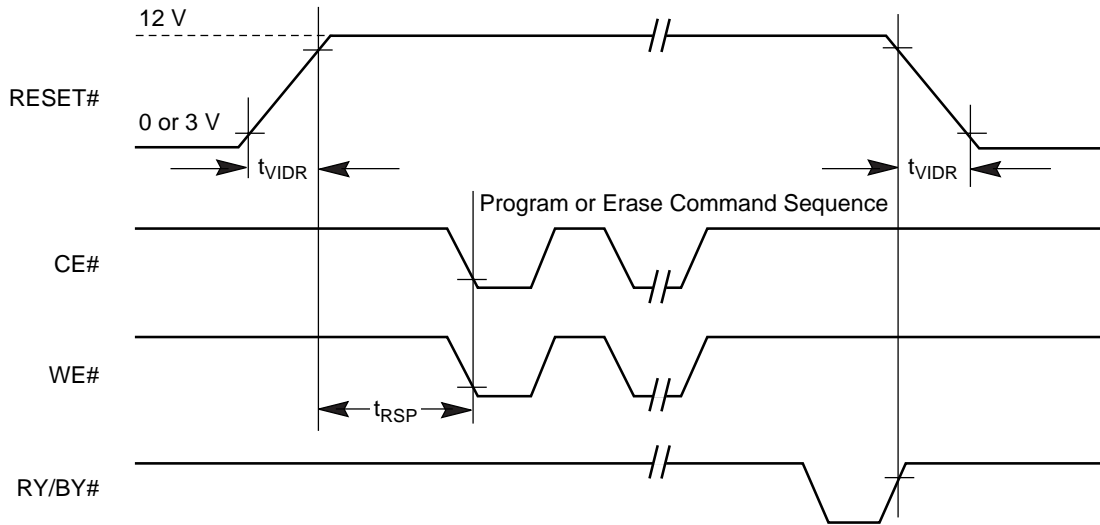 12 V
RESET#
0 or 3 V
tVIDR
tVIDR
Program or Erase Command Sequence
CE#
WE#
tRSP
RY/BY#